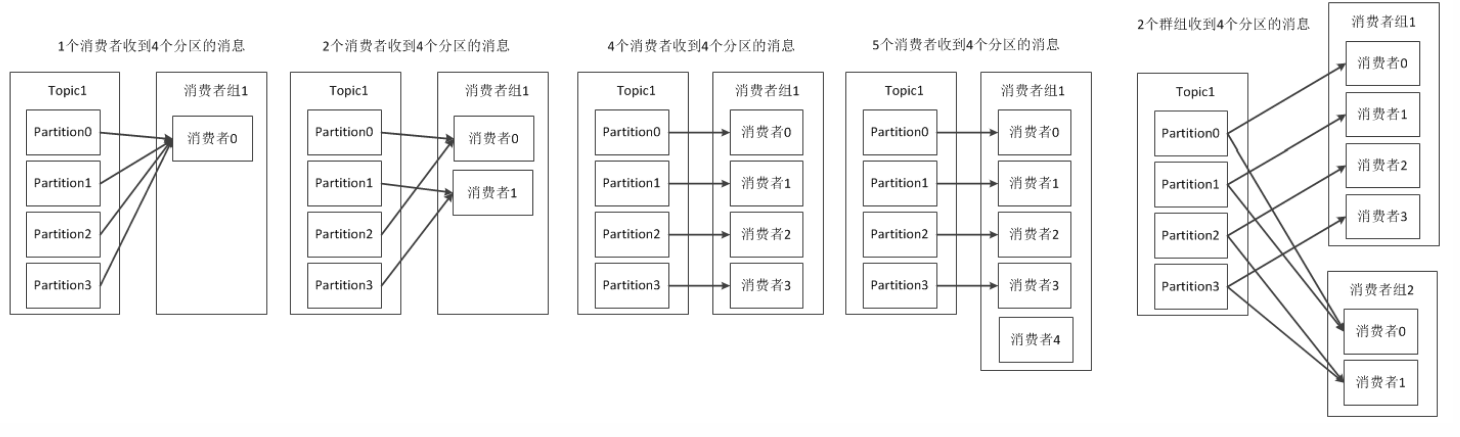 1个消费者收到4个分区的消息
Topic1
Partition0
Partition1
Partition2
Partition3
消费者组1
消费者0
2个消费者收到4个分区的消息
Topic1
Partition0
Partition1
Partition2
Partition3
消费者组1
消费者0
消费者1
4个消费者收到4个分区的消息
Topic1
Partition0
Partition1
Partition2
Partition3
消费者组1
消费者0
消费者1
消费者2
消费者3
5个消费者收到4个分区的消息
Topic1
Partition0
Partition1
Partition2
Partition3
消费者组1
消费者0
消费者1
消费者2
消费者3
消费者4
2个群组收到4个分区的消息
Topic1
Partition0
Partition1
Partition2
Partition3
消费者组1
消费者0
消费者1
消费者2
消费者3
消费者组2
消费者0
消费者1